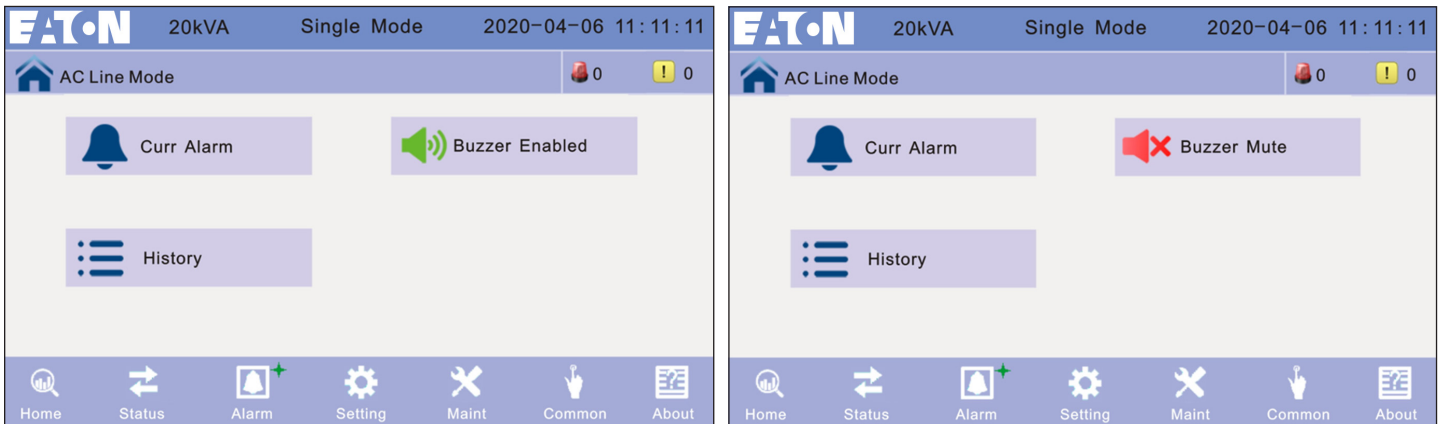 EATON 20kVA Single Mode 2020-04-06 11:11:11
AC Line Mode 0 ! 0
Curr Alarm Buzzer Enabled
History
Home Status Alarm Setting Maint Common About
EATON 20kVA Single Mode 2020-04-06 11:11:11
AC Line Mode 0 ! 0
Curr Alarm Buzzer Mute
History
Home Status Alarm Setting Maint Common About